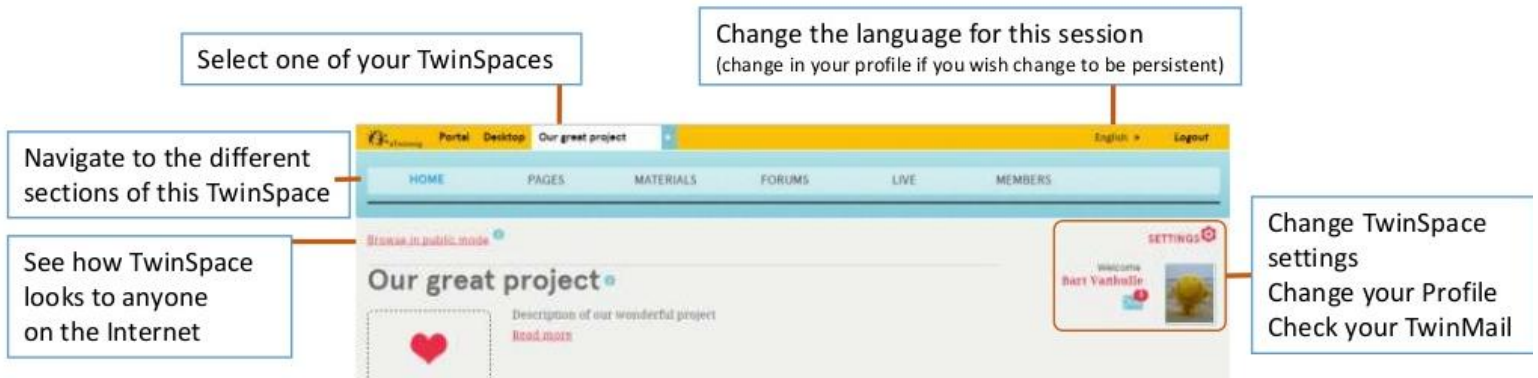 Select one of your TwinSpaces
Change the language for this session
(change in your profile if you wish change to be persistent)
Navigate to the different
sections of this TwinSpace
See how TwinSpace
looks to anyone
on the Internet
Change TwinSpace
settings
Change your Profile
Check your TwinMail
eTwinning Portal Desktop Our great project English Logout
HOME PAGES MATERIALS FORUMS LIVE MEMBERS
Browse in public mode
SETTINGS
Welcome
Bart Vanhulle
Our great project
Description of our wonderful project
Read more